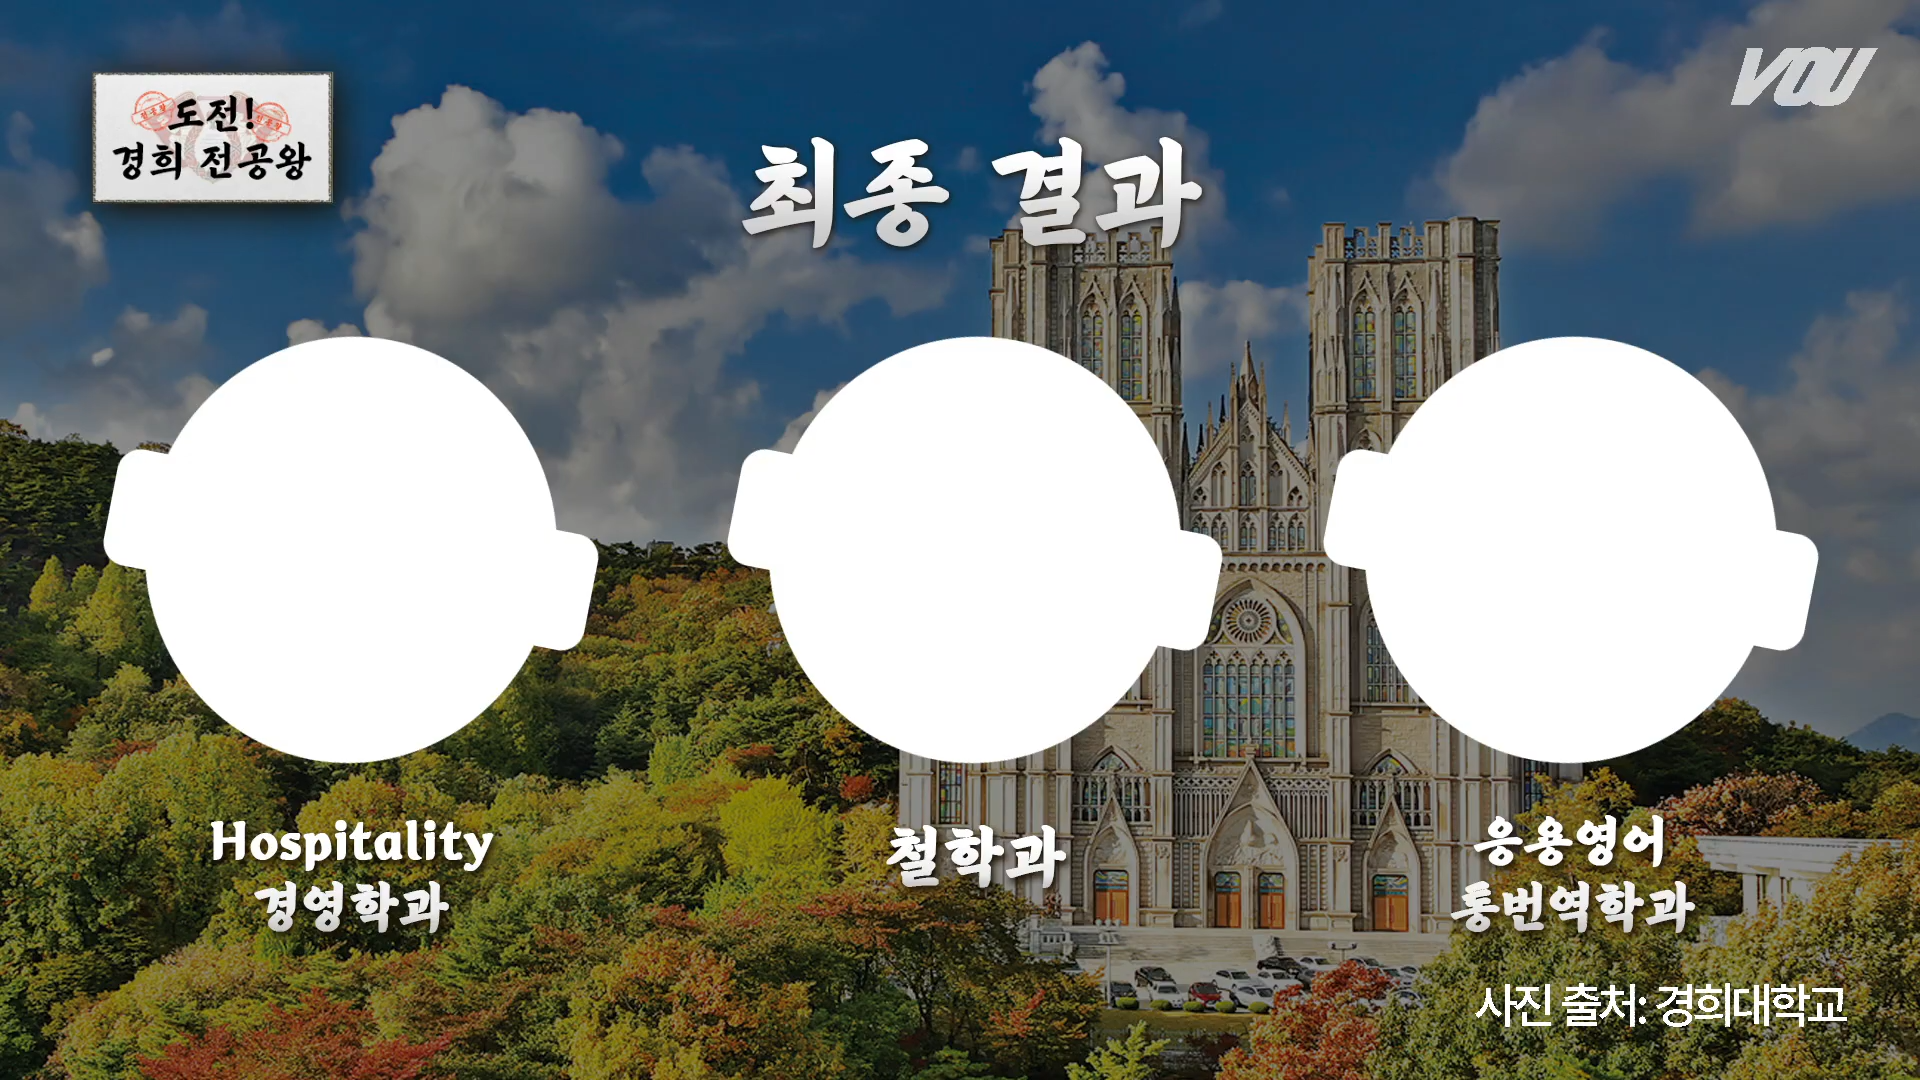 도전!
경희 전공왕
VOU
최종 결과
Hospitality
경영학과
철학과
응용영어
통번역학과
사진 출처: 경희대학교